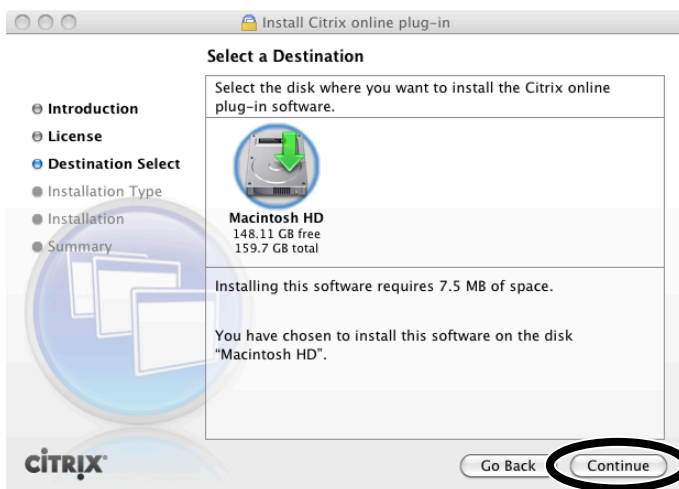 Install Citrix online plug-in
Select a Destination
Introduction
License
Destination Select
Installation Type
Installation
Summary
Select the disk where you want to install the Citrix online
plug-in software.
Macintosh HD
148.11 GB free
159.7 GB total
Installing this software requires 7.5 MB of space.
You have chosen to install this software on the disk
“Macintosh HD”.
CİTRIX®
Go Back
Continue